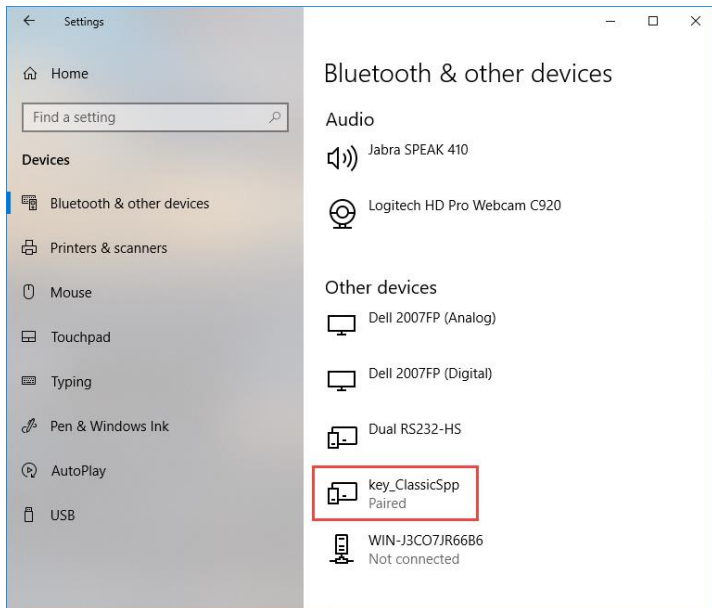 Settings
Home
Find a setting
Devices
Bluetooth & other devices
Printers & scanners
Mouse
Touchpad
Typing
Pen & Windows Ink
AutoPlay
USB
Bluetooth & other devices
Audio
Jabra SPEAK 410
Logitech HD Pro Webcam C920
Other devices
Dell 2007FP (Analog)
Dell 2007FP (Digital)
Dual RS232-HS
key_ClassicSpp
Paired
WIN-J3CO7JR66B6
Not connected